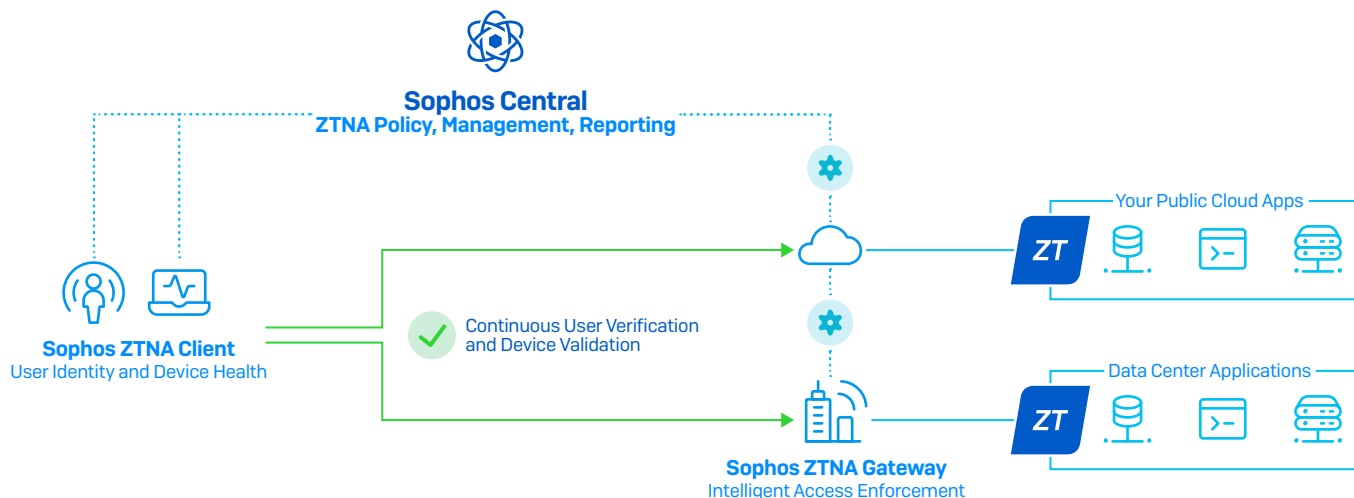 Sophos Central
ZTNA Policy, Management, Reporting
Your Public Cloud Apps
ZT
Sophos ZTNA Client
User Identity and Device Health
Continuous User Verification
and Device Validation
Data Center Applications
ZT
Sophos ZTNA Gateway
Intelligent Access Enforcement